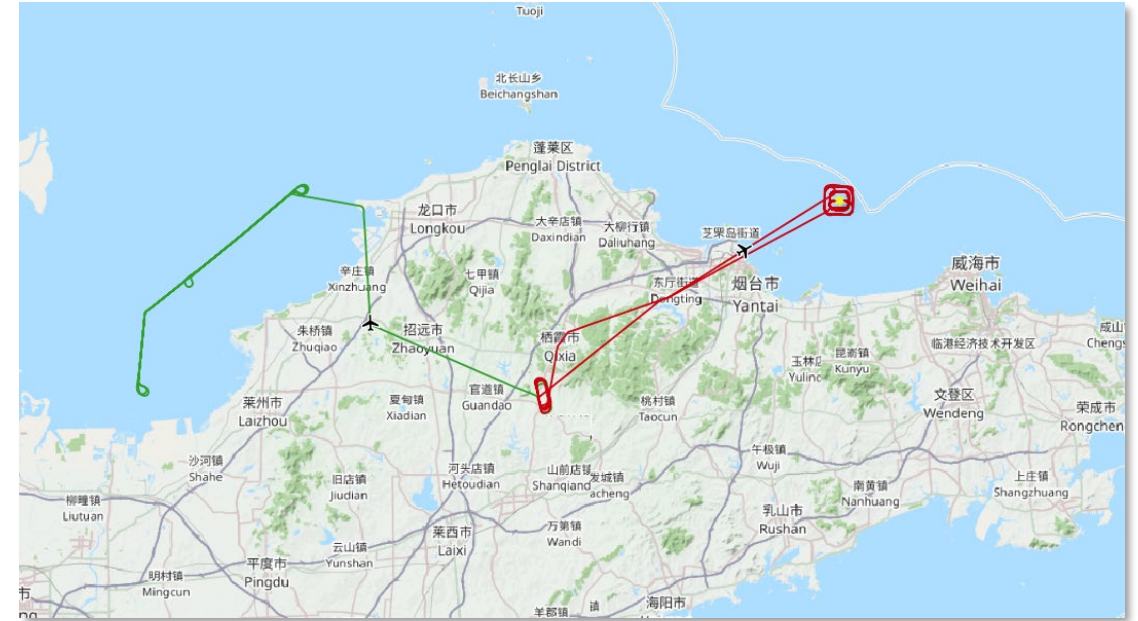 Tuoji
北长山乡
Beichangshan
蓬莱区
Penglai District
龙口市
Longkou
大辛店镇
Daxindian
大柳行镇
Daliuhang
芝罘岛街道
威海市
Weihai
辛庄镇
Xinzhuang
七甲镇
Qijia
东厅街道
Dongting
烟台市
Yantai
朱桥镇
Zhuqiao
招远市
Zhaoyuan
栖霞市
Qixia
成山
Chengs
临港经济技术开发区
玉林店
Yulinc
昆嵛镇
Kunyu
官道镇
Guandao
夏甸镇
Xiadian
莱州市
Laizhou
桃村镇
Taocun
文登区
Wendeng
荣成市
Rongchen
沙河镇
Shahe
旧店镇
Jiudian
河头店镇
Hetoudian
山前店镇
Shanqiand
发城镇
acheng
午极镇
Wuji
南黄镇
Nanhuang
上庄镇
Shangzhuang
柳疃镇
Liutuan
莱西市
Laixi
万第镇
Wandi
乳山市
Rushan
云山镇
Yunshan
平度市
Pingdu
明村镇
Mingcun
市
羊郡镇
镇
海阳市